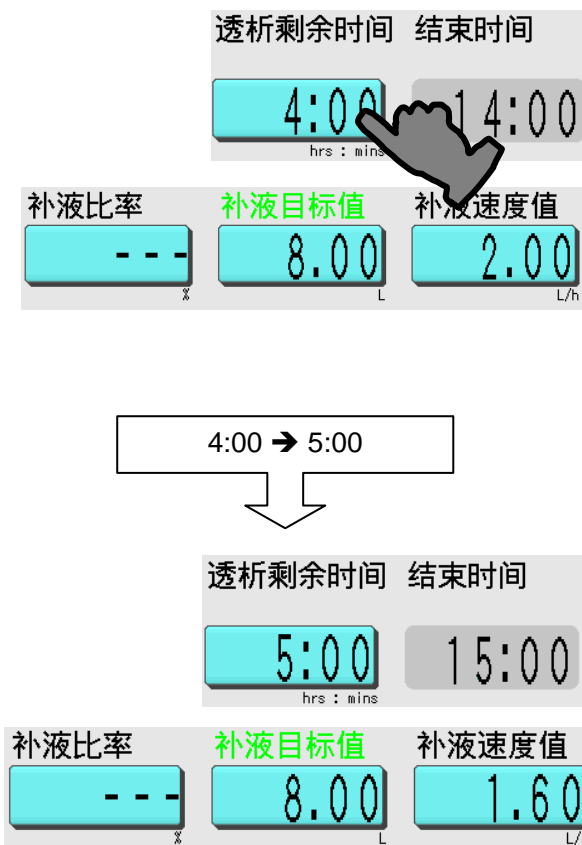 透析剩余时间 结束时间
4:00 14:00
hrs : mins
补液比率 补液目标值 补液速度值
--- 8.00 2.00
% L L/h
4:00 ➔ 5:00
透析剩余时间 结束时间
5:00 15:00
hrs : mins
补液比率 补液目标值 补液速度值
--- 8.00 1.60
% L L/